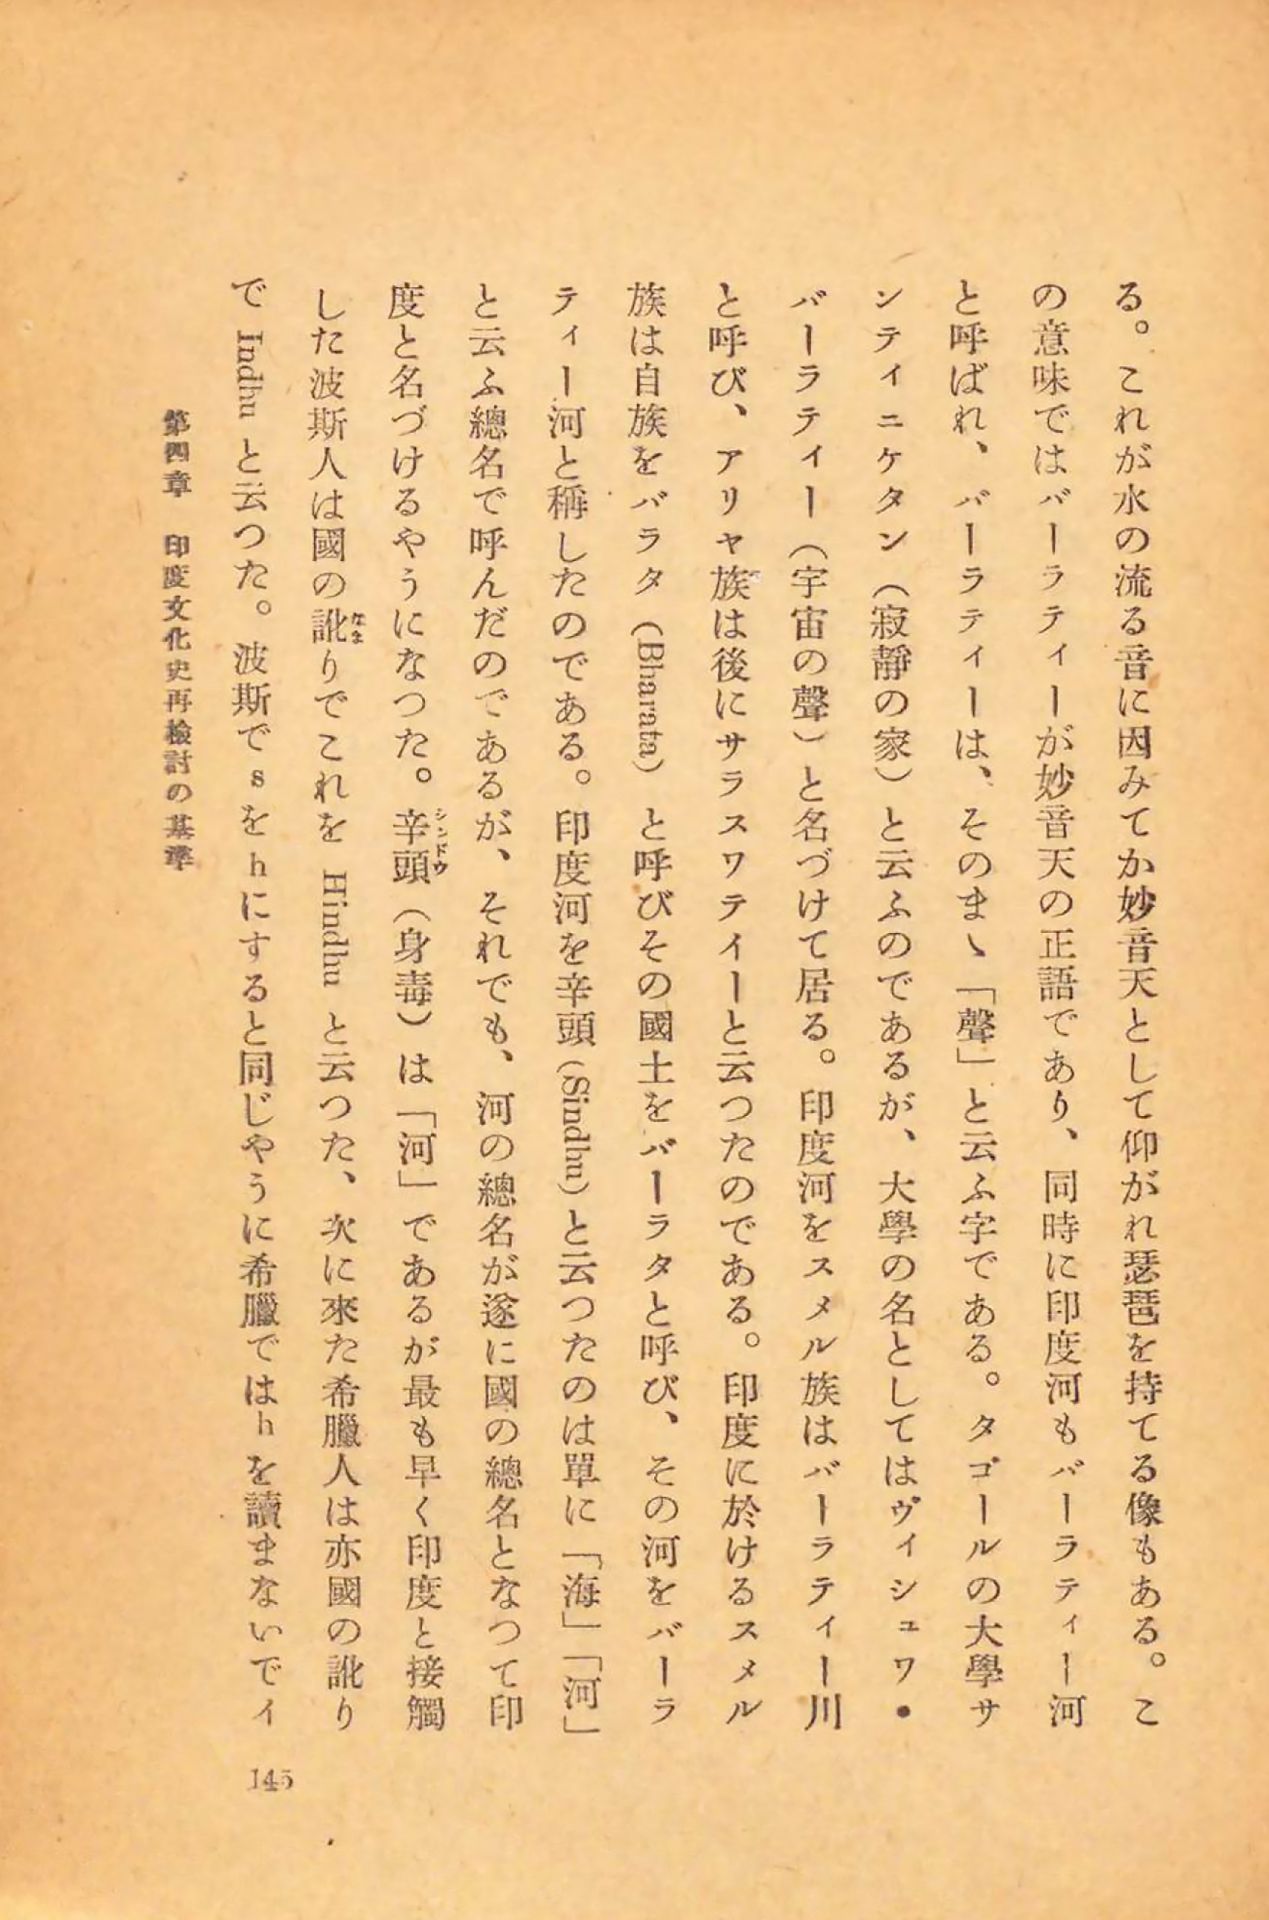 る。これが水の流る音に因みてか妙音天として仰がれ瑟琶を持てる像もある。こ
の意味ではバーラティーが妙音天の正語であり、同時に印度河もバーラティー河
と呼ばれ、バーラティーは、そのまゝ「聲」と云ふ字である。タゴールの大學サ
ンティニケタン（寂靜の家）と云ふのであるが、大學の名としてはヴィシュワ・
バーラティー（宇宙の聲）と名づけて居る。印度河をスメル族はバーラティー川
と呼び、アリヤ族は後にサラスワテイーと云つたのである。印度に於けるスメル
族は自族をバラタ（Bharata）と呼びその國土をバーラタと呼び、その河をバーラ
ティー河と稱したのである。印度河を辛頭（Sindhu）と云つたのは單に「海」「河」
と云ふ總名で呼んだのであるが、それでも、河の總名が遂に國の總名となつて印
度と名づけるやうになつた。辛頭シンドウ（身毒）は「河」であるが最も早く印度と接觸
した波斯人は國の訛なまりでこれを Hindhu と云つた、次に來た希臘人は亦國の訛り
で Indhu と云つた。波斯でsをhにすると同じやうに希臘ではhを讀まないでイ
第四章　印度文化史再檢討の基準
145